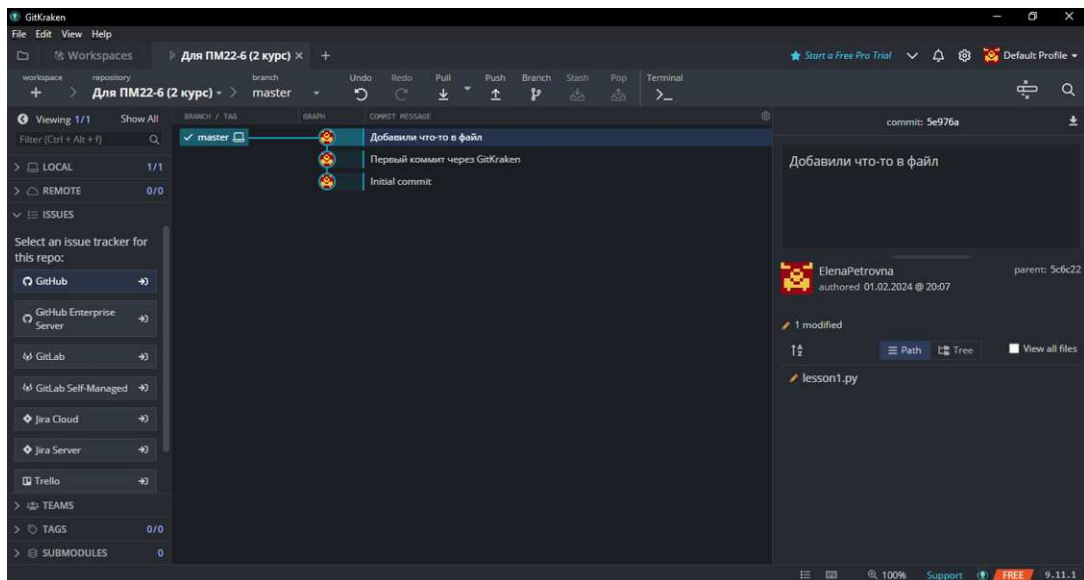 GitKraken
File Edit View Help
Workspaces
Для ПМ22-6 (2 курс)
Start a Free Pro Trial
Default Profile
workspace
repository
Для ПМ22-6 (2 курс)
branch
master
Undo
Redo
Pull
Push
Branch
Stash
Pop
Terminal
Viewing 1/1
Show All
Filter (Ctrl + Alt + f)
LOCAL 1/1
REMOTE 0/0
ISSUES
Select an issue tracker for
this repo:
GitHub
GitHub Enterprise
Server
GitLab
GitLab Self-Managed
Jira Cloud
Jira Server
Trello
TEAMS
TAGS 0/0
SUBMODULES 0
BRANCH / TAG
GRAPH
COMMIT MESSAGE
master
Добавили что-то в файл
Первый коммит через GitKraken
Initial commit
commit: 5e976a
Добавили что-то в файл
ElenaPetrovna
parent: 5c6c22
authored 01.02.2024 @ 20:07
1 modified
Path
Tree
View all files
lesson1.py
100%
Support
FREE
9.11.1